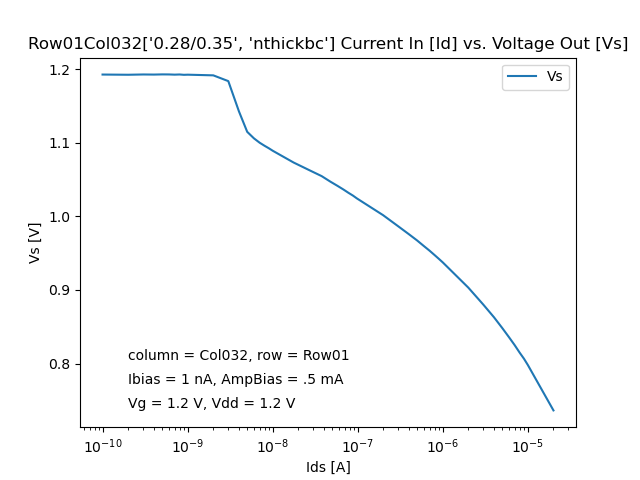 Row01Col032['0.28/0.35', 'nthickbc'] Current In [Id] vs. Voltage Out [Vs]
1.2
Vs
1.1
1.0
Vs [V]
0.9
0.8
column = Col032, row = Row01
Ibias = 1 nA, AmpBias = .5 mA
Vg = 1.2 V, Vdd = 1.2 V
10⁻¹⁰ 10⁻⁹ 10⁻⁸ 10⁻⁷ 10⁻⁶ 10⁻⁵
Ids [A]